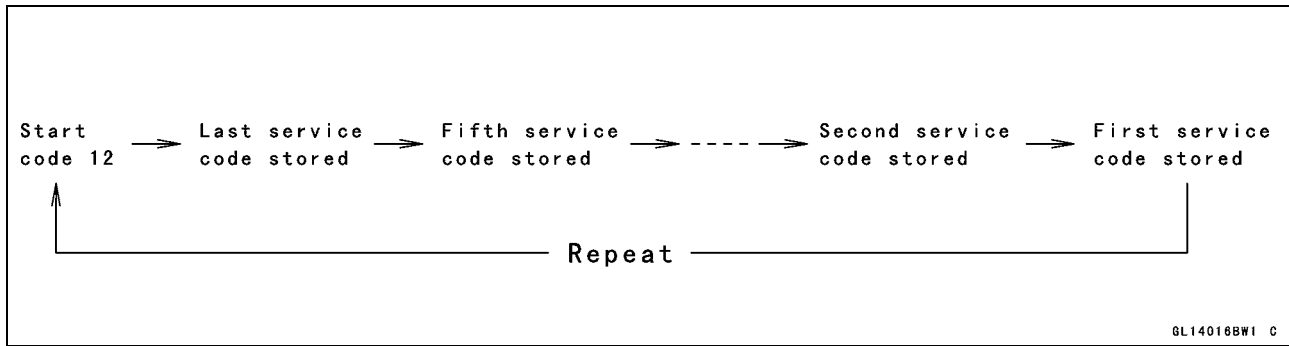 Start
code 12
Last service
code stored
Fifth service
code stored
Second service
code stored
First service
code stored
Repeat
GL14016BW1 C